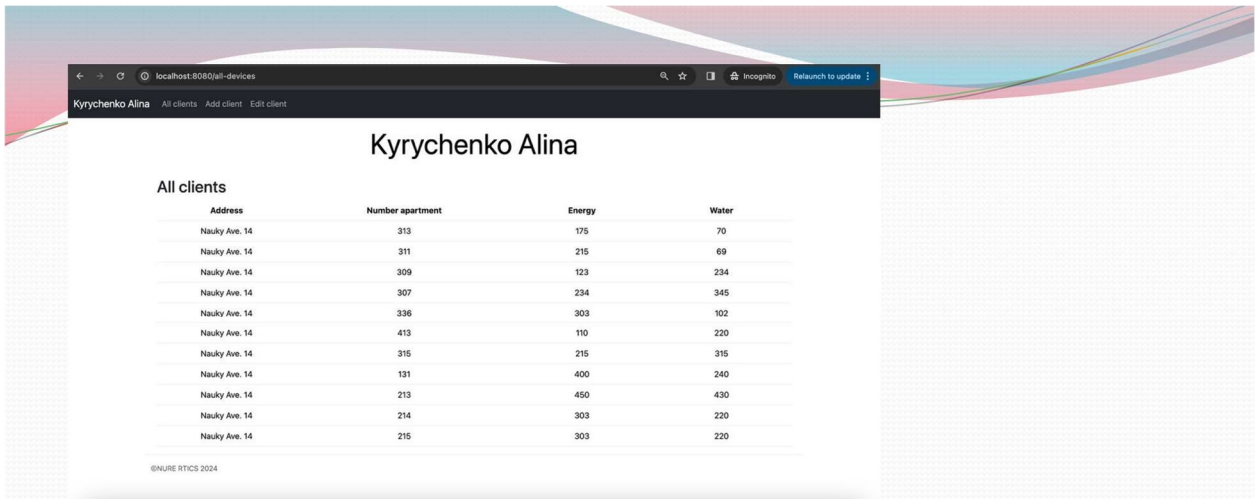 localhost:8080/all-devices Incognito Relaunch to update
Kyrychenko Alina All clients Add client Edit client
Kyrychenko Alina
All clients
Address Number apartment Energy Water
Nauky Ave. 14 313 175 70
Nauky Ave. 14 311 215 69
Nauky Ave. 14 309 123 234
Nauky Ave. 14 307 234 345
Nauky Ave. 14 336 303 102
Nauky Ave. 14 413 110 220
Nauky Ave. 14 315 215 315
Nauky Ave. 14 131 400 240
Nauky Ave. 14 213 450 430
Nauky Ave. 14 214 303 220
Nauky Ave. 14 215 303 220
©NURE RTICS 2024